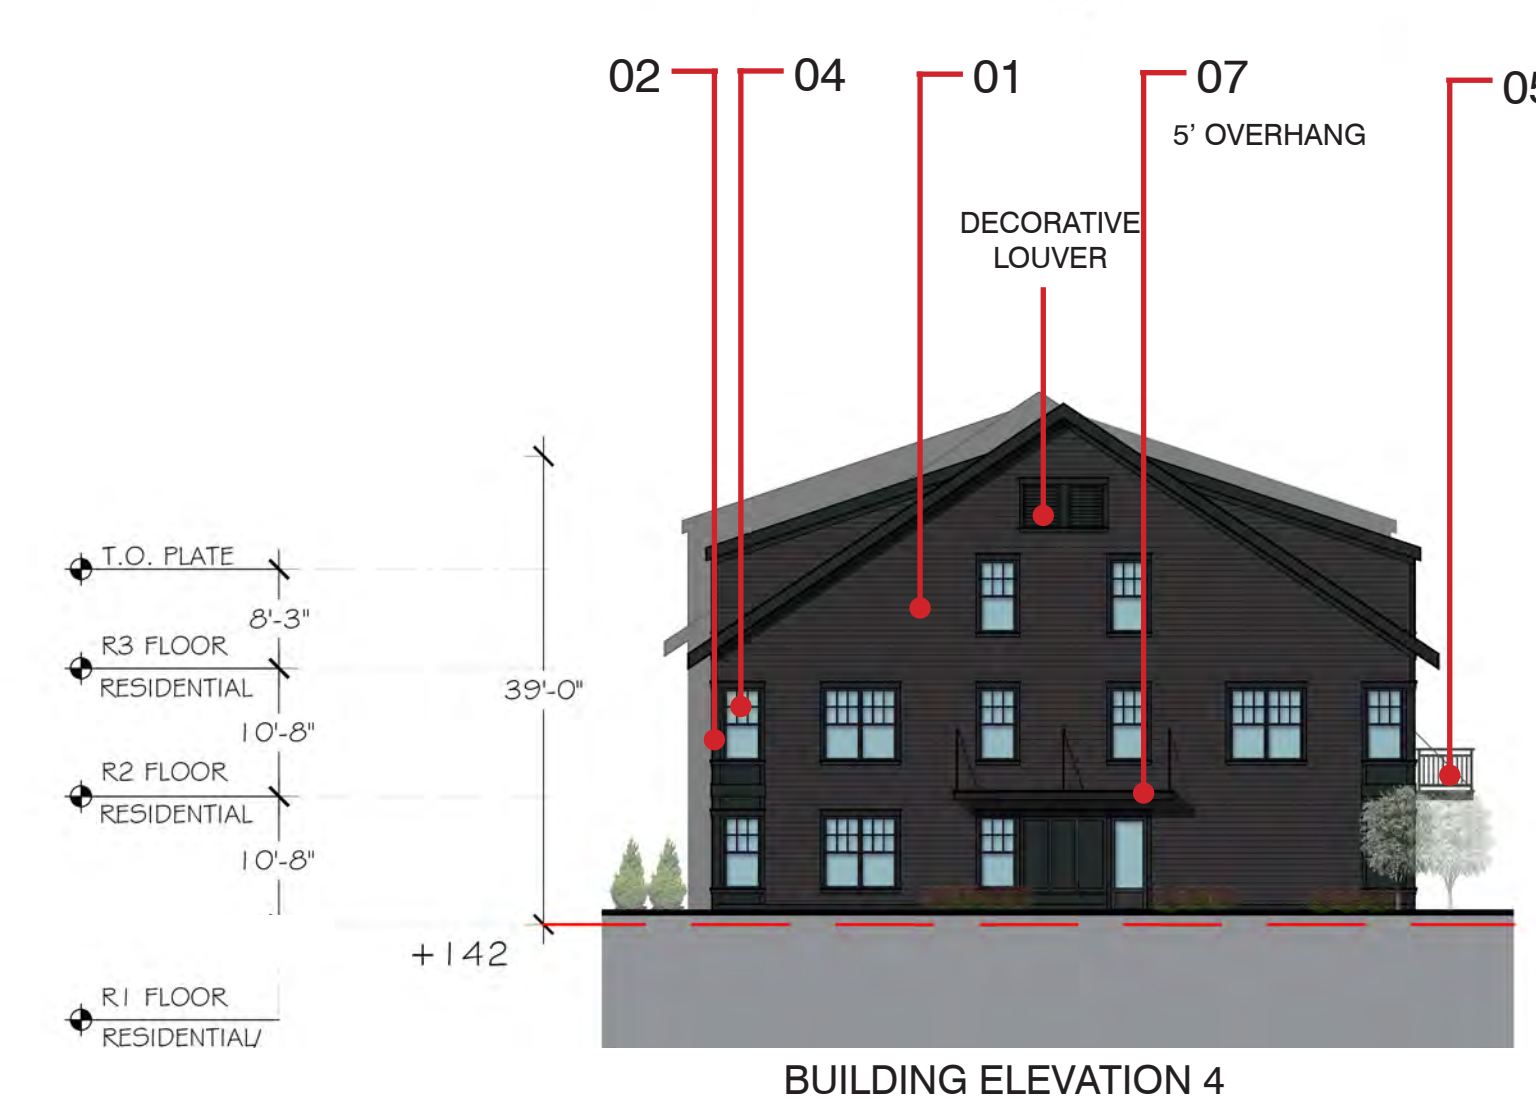 02
04
01
07
5’ OVERHANG
DECORATIVE
LOUVER
T.O. PLATE
8'-3"
R3 FLOOR
RESIDENTIAL
39'-0"
10'-8"
R2 FLOOR
RESIDENTIAL
10'-8"
+142
R1 FLOOR
RESIDENTIAL/
BUILDING ELEVATION 4